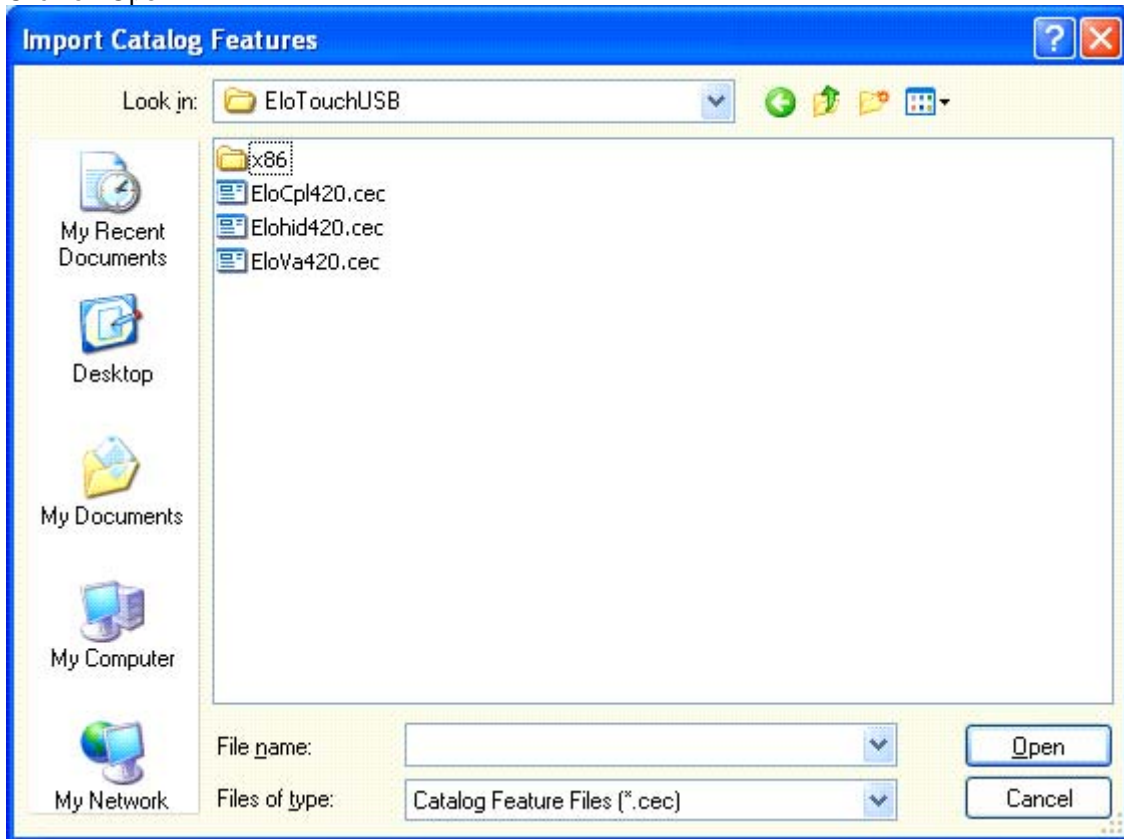 Import Catalog Features
Look in:
EloTouchUSB
x86
EloCpl420.cec
Elohid420.cec
EloVa420.cec
My Recent
Documents
Desktop
My Documents
My Computer
My Network
File name:
Open
Files of type:
Catalog Feature Files (*.cec)
Cancel